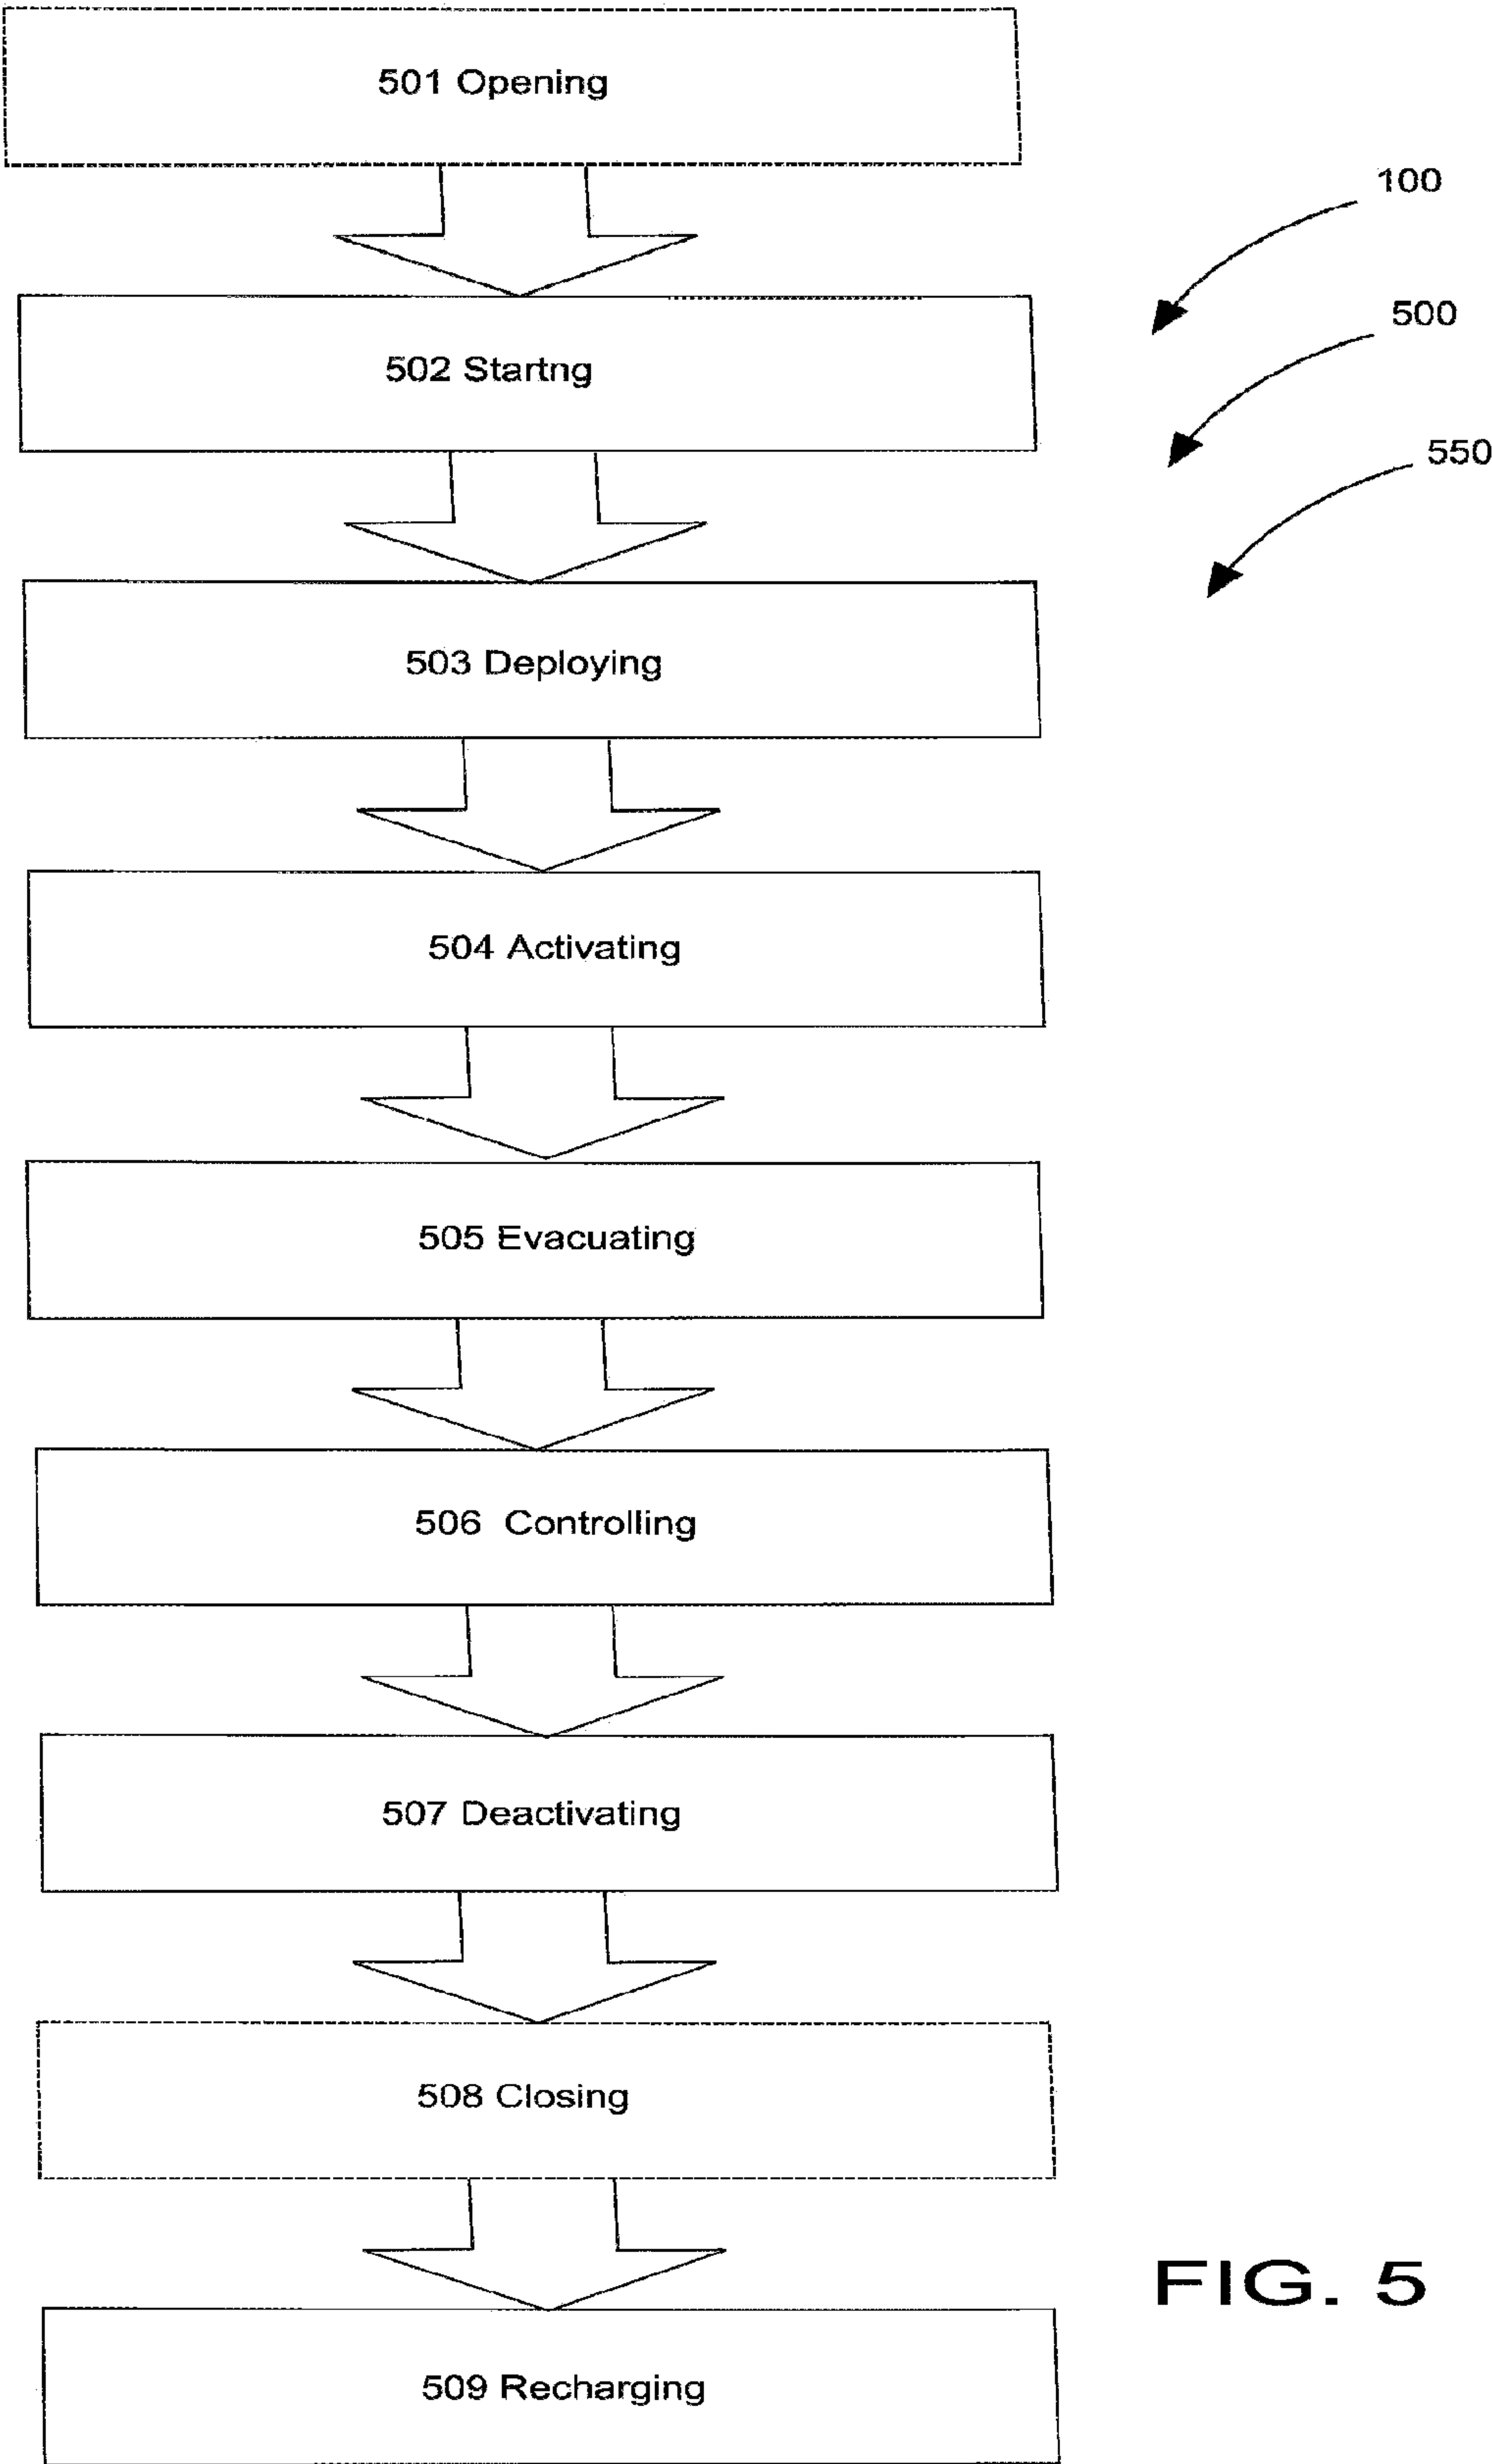 501 Opening
100
500
502 Startng
550
503 Deploying
504 Activating
505 Evacuating
506 Controlling
507 Deactivating
508 Closing
FIG. 5
509 Recharging